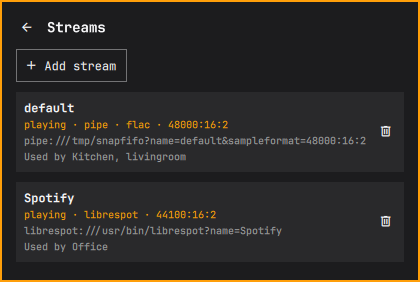 ← Streams
+ Add stream
default
playing · pipe · flac · 48000:16:2
pipe:///tmp/snapfifo?name=default&sampleformat=48000:16:2
Used by Kitchen, livingroom
Spotify
playing · librespot · 44100:16:2
librespot:///usr/bin/librespot?name=Spotify
Used by Office